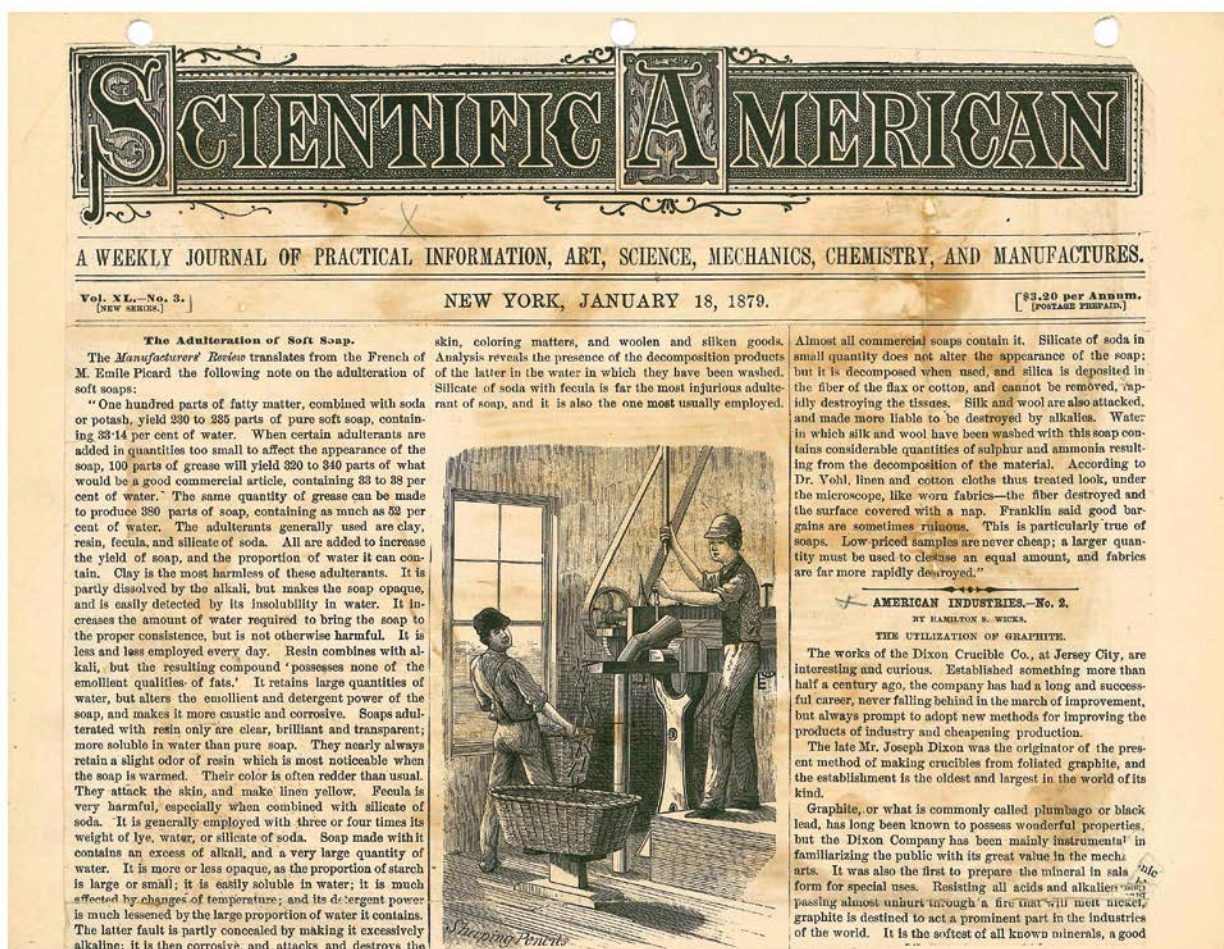 SCIENTIFIC AMERICAN
A WEEKLY JOURNAL OF PRACTICAL INFORMATION, ART, SCIENCE, MECHANICS, CHEMISTRY, AND MANUFACTURES.
Vol. XL.—No. 3.
[NEW SERIES.]
NEW YORK, JANUARY 18, 1879.
[$3.20 per Annum.
[POSTAGE PREPAID.]
The Adulteration of Soft Soap.
The Manufacturers' Review translates from the French of
M. Emile Picard the following note on the adulteration of
soft soaps:
"One hundred parts of fatty matter, combined with soda
or potash, yield 230 to 235 parts of pure soft soap, contain-
ing 33·14 per cent of water. When certain adulterants are
added in quantities too small to affect the appearance of the
soap, 100 parts of grease will yield 320 to 340 parts of what
would be a good commercial article, containing 33 to 38 per
cent of water. The same quantity of grease can be made
to produce 380 parts of soap, containing as much as 52 per
cent of water. The adulterants generally used are clay,
resin, fecula, and silicate of soda. All are added to increase
the yield of soap, and the proportion of water it can con-
tain. Clay is the most harmless of these adulterants. It is
partly dissolved by the alkali, but makes the soap opaque,
and is easily detected by its insolubility in water. It in-
creases the amount of water required to bring the soap to
the proper consistence, but is not otherwise harmful. It is
less and less employed every day. Resin combines with al-
kali, but the resulting compound 'possesses none of the
emollient qualities of fats.' It retains large quantities of
water, but alters the emollient and detergent power of the
soap, and makes it more caustic and corrosive. Soaps adul-
terated with resin only are clear, brilliant and transparent;
more soluble in water than pure soap. They nearly always
retain a slight odor of resin which is most noticeable when
the soap is warmed. Their color is often redder than usual.
They attack the skin, and make linen yellow. Fecula is
very harmful, especially when combined with silicate of
soda. It is generally employed with three or four times its
weight of lye, water, or silicate of soda. Soap made with it
contains an excess of alkali, and a very large quantity of
water. It is more or less opaque, as the proportion of starch
is large or small; it is easily soluble in water; it is much
affected by changes of temperature; and its detergent power
is much lessened by the large proportion of water it contains.
The latter fault is partly concealed by making it excessively
alkaline; it is then corrosive, and attacks and destroys the
skin, coloring matters, and woolen and silken goods.
Analysis reveals the presence of the decomposition products
of the latter in the water in which they have been washed.
Silicate of soda with fecula is far the most injurious adulte-
rant of soap, and it is also the one most usually employed.
Shaping Pencils
Almost all commercial soaps contain it. Silicate of soda in
small quantity does not alter the appearance of the soap;
but it is decomposed when used, and silica is deposited in
the fiber of the flax or cotton, and cannot be removed, rap-
idly destroying the tissues. Silk and wool are also attacked,
and made more liable to be destroyed by alkalies. Water
in which silk and wool have been washed with this soap con-
tains considerable quantities of sulphur and ammonia result-
ing from the decomposition of the material. According to
Dr. Vohl, linen and cotton cloths thus treated look, under
the microscope, like worn fabrics—the fiber destroyed and
the surface covered with a nap. Franklin said good bar-
gains are sometimes ruinous. This is particularly true of
soaps. Low-priced samples are never cheap; a larger quan-
tity must be used to cleanse an equal amount, and fabrics
are far more rapidly destroyed."
AMERICAN INDUSTRIES.—No. 2.
BY HAMILTON S. WICKS.
THE UTILIZATION OF GRAPHITE.
The works of the Dixon Crucible Co., at Jersey City, are
interesting and curious. Established something more than
half a century ago, the company has had a long and success-
ful career, never falling behind in the march of improvement,
but always prompt to adopt new methods for improving the
products of industry and cheapening production.
The late Mr. Joseph Dixon was the originator of the pres-
ent method of making crucibles from foliated graphite, and
the establishment is the oldest and largest in the world of its
kind.
Graphite, or what is commonly called plumbago or black
lead, has long been known to possess wonderful properties,
but the Dixon Company has been mainly instrumental in
familiarizing the public with its great value in the mech
arts. It was also the first to prepare the mineral in sala
form for special uses. Resisting all acids and alkalies
passing almost unhurt through a fire that will melt nickel,
graphite is destined to act a prominent part in the industries
of the world. It is the softest of all known minerals, a good